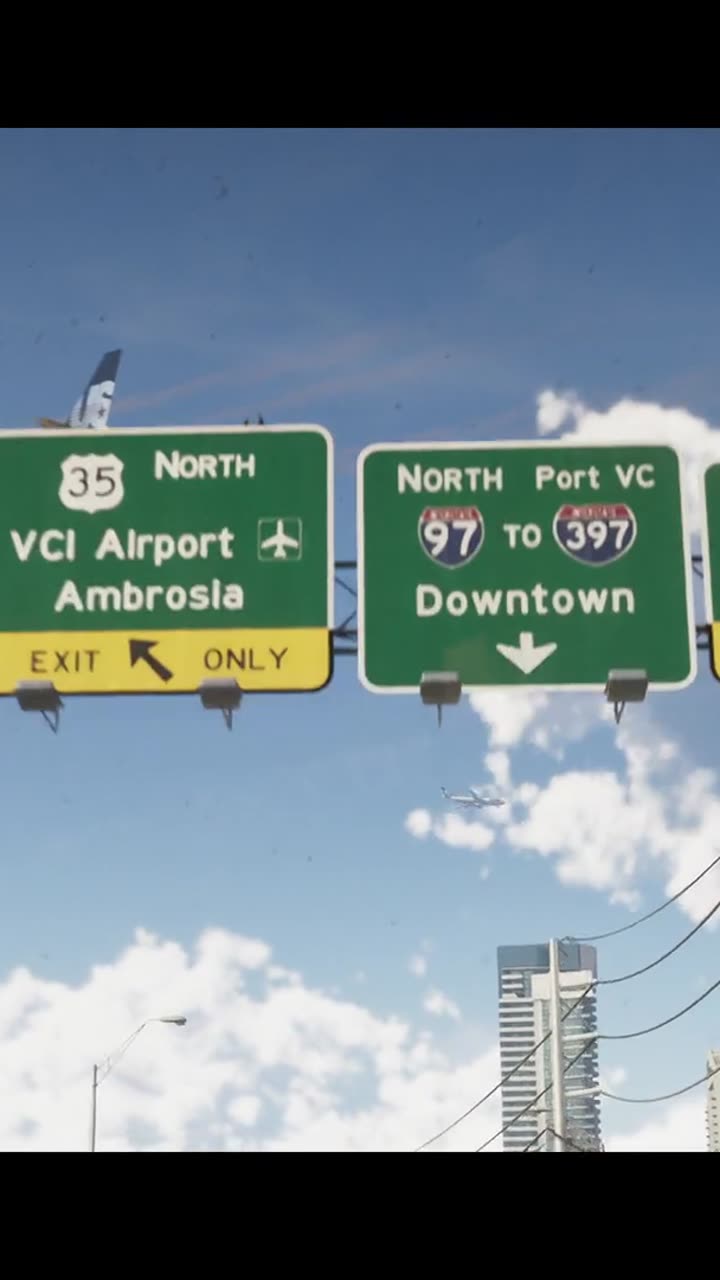 35 NORTH
VCI Airport
Ambrosia
EXIT ONLY
NORTH Port VC
97 TO 397
Downtown